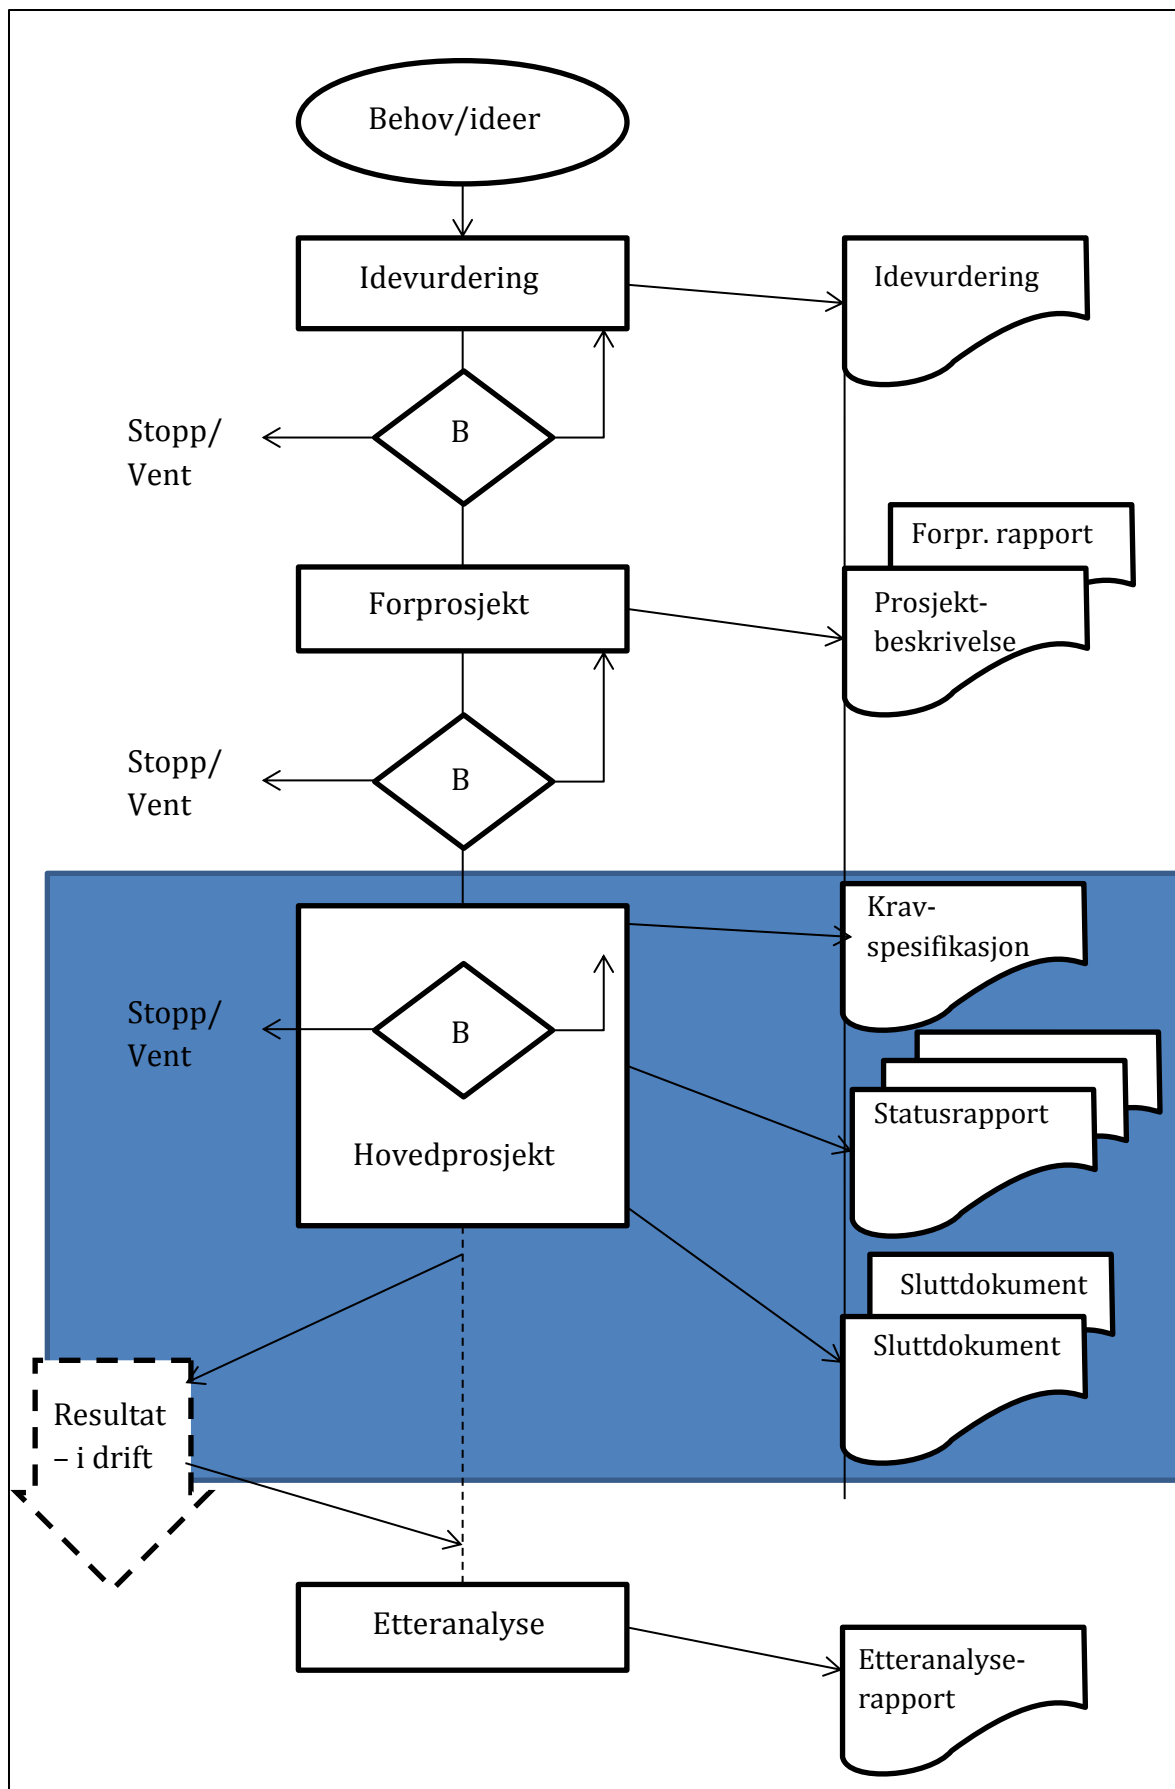 Behov/ideer
Idevurdering
Idevurdering
Stopp/
Vent
B
Forpr. rapport
Forprosjekt
Prosjekt-
beskrivelse
Stopp/
Vent
B
Krav-
spesifikasjon
Stopp/
Vent
B
Statusrapport
Hovedprosjekt
Sluttdokument
Sluttdokument
Resultat
– i drift
Etteranalyse
Etteranalyse-
rapport